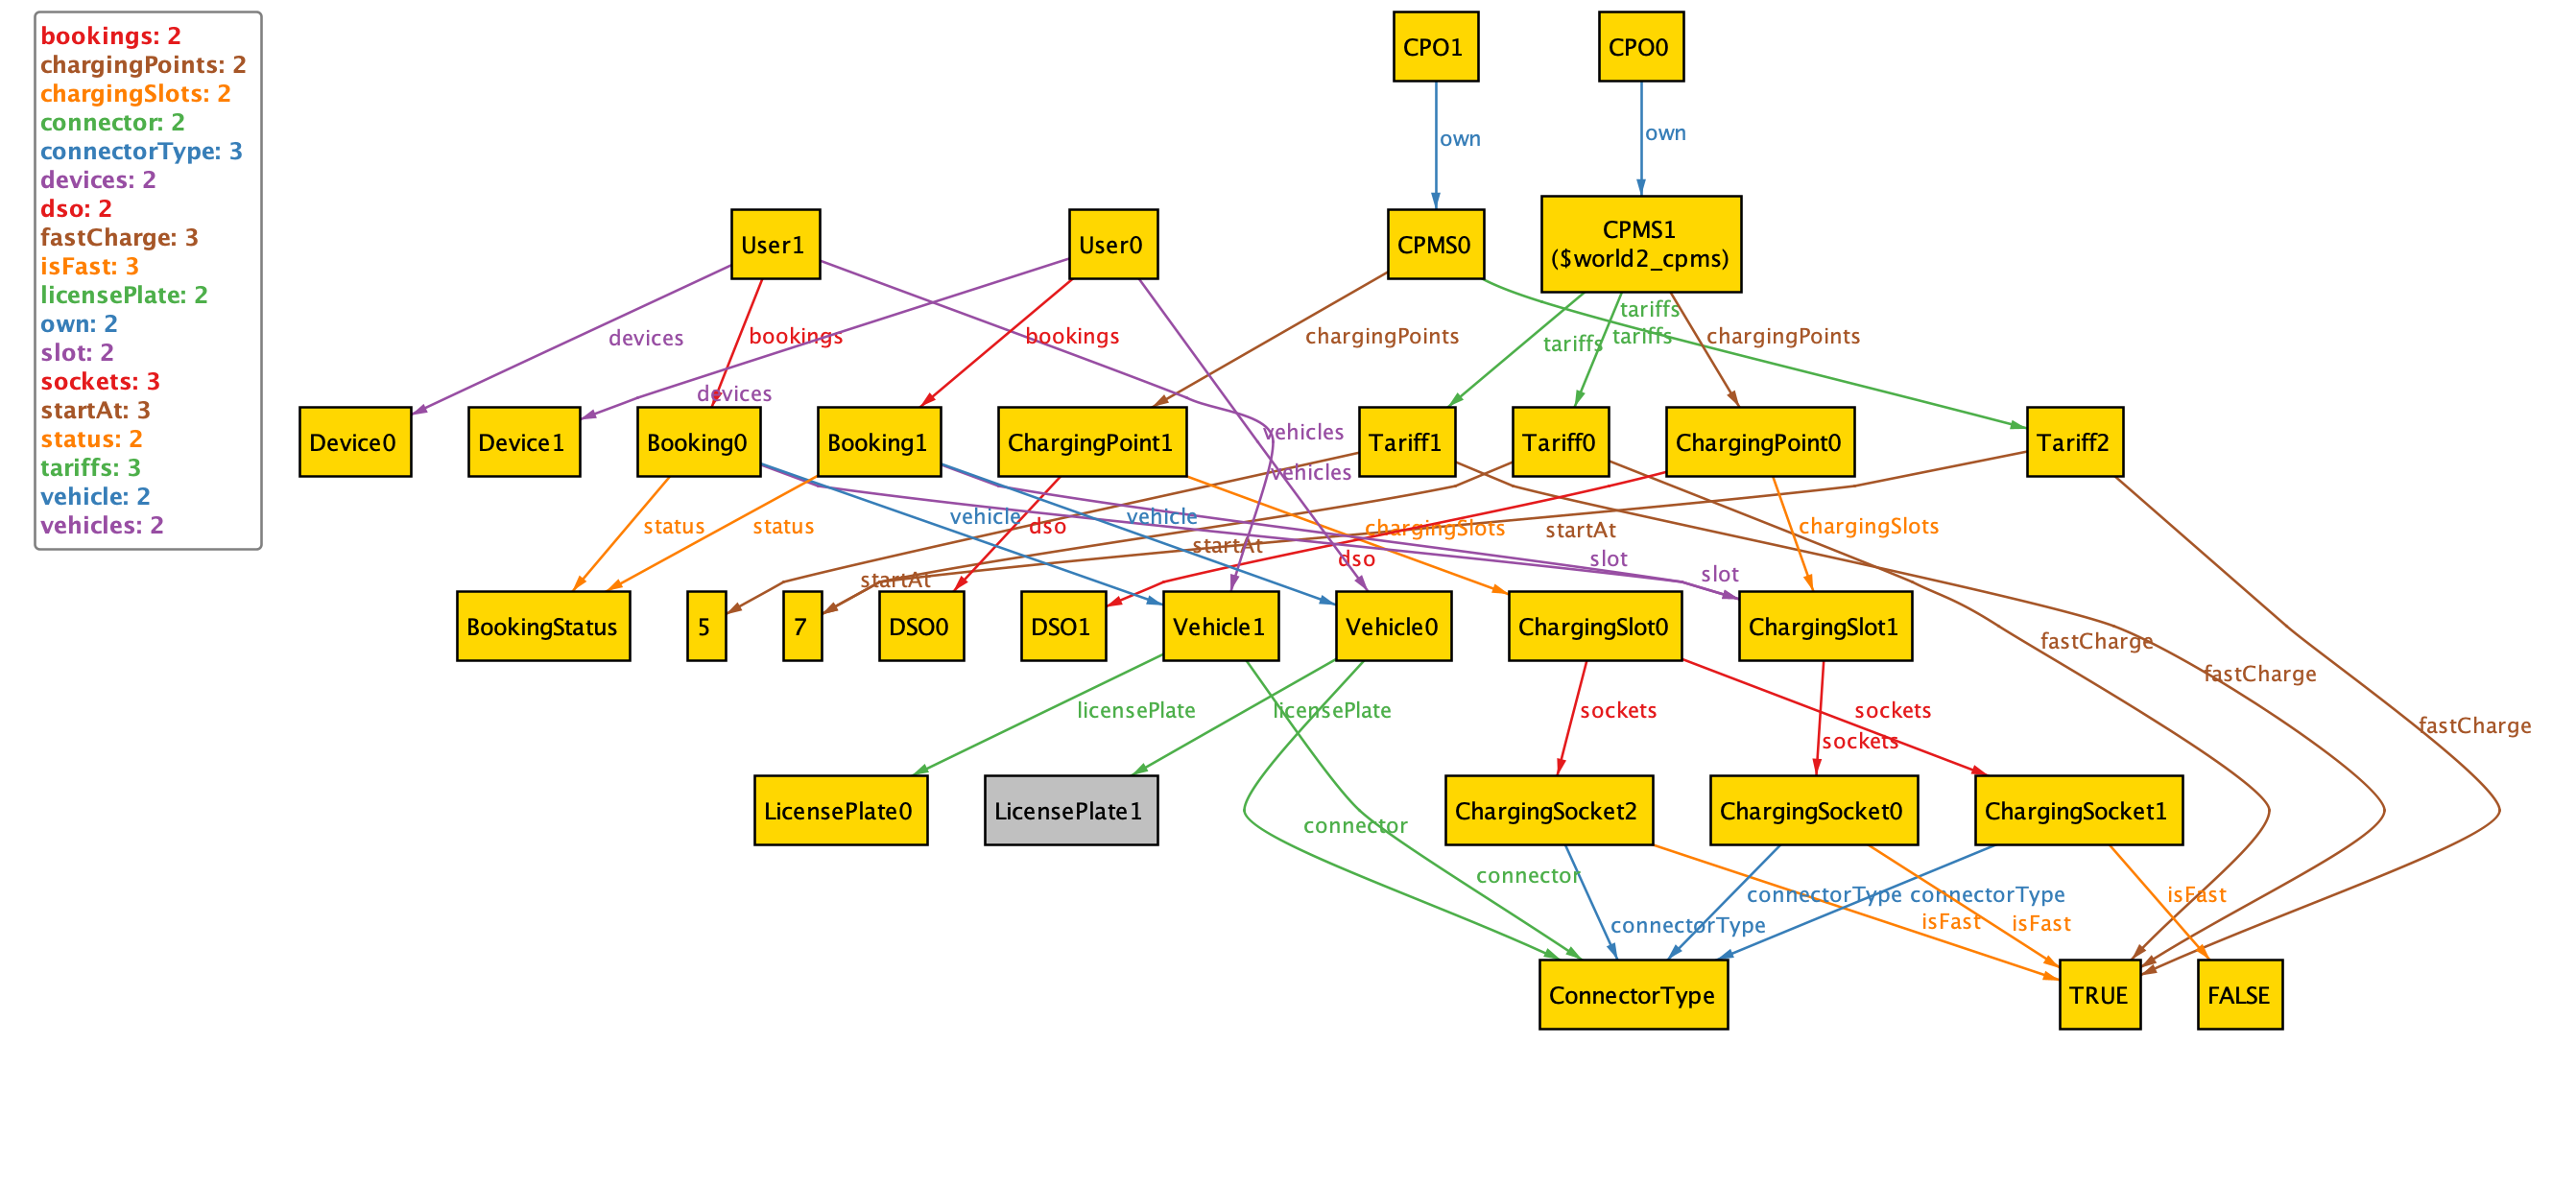 bookings: 2
chargingPoints: 2
chargingSlots: 2
connector: 2
connectorType: 3
devices: 2
dso: 2
fastCharge: 3
isFast: 3
licensePlate: 2
own: 2
slot: 2
sockets: 3
startAt: 3
status: 2
tariffs: 3
vehicle: 2
vehicles: 2
CPO1
CPO0
own
own
User1
User0
CPMS0
CPMS1
($world2_cpms)
tariffs
devices
bookings
bookings
chargingPoints
tariffs
tariffs
chargingPoints
devices
vehicles
Device0
Device1
Booking0
Booking1
ChargingPoint1
Tariff1
Tariff0
ChargingPoint0
Tariff2
vehicles
status
status
vehicle
dso
vehicle
chargingSlots
startAt
chargingSlots
startAt
dso
slot
startAt
slot
BookingStatus
5
7
DSO0
DSO1
Vehicle1
Vehicle0
ChargingSlot0
ChargingSlot1
fastCharge
fastCharge
licensePlate
licensePlate
sockets
sockets
fastCharge
sockets
LicensePlate0
LicensePlate1
ChargingSocket2
ChargingSocket0
ChargingSocket1
connector
connector
connectorType
connectorType
isFast
connectorType
isFast
isFast
ConnectorType
TRUE
FALSE